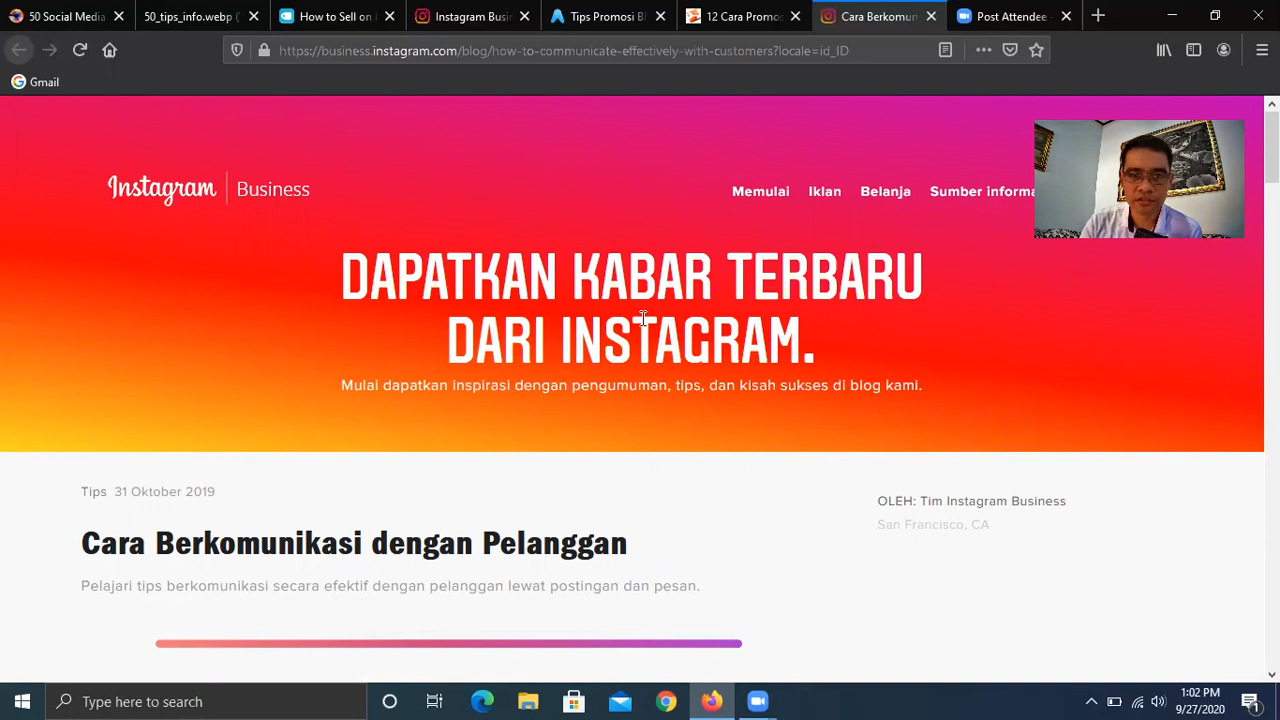 50 Social Media
50_tips_info.webp (
How to Sell on I
Instagram Busin
Tips Promosi Bi
12 Cara Promo
Cara Berkomun
Post Attendee -
https://business.instagram.com/blog/how-to-communicate-effectively-with-customers?locale=id_ID
Gmail
Instagram Business
Memulai Iklan Belanja Sumber informa
DAPATKAN KABAR TERBARU
DARI INSTAGRAM.
Mulai dapatkan inspirasi dengan pengumuman, tips, dan kisah sukses di blog kami.
Tips 31 Oktober 2019
OLEH: Tim Instagram Business
San Francisco, CA
Cara Berkomunikasi dengan Pelanggan
Pelajari tips berkomunikasi secara efektif dengan pelanggan lewat postingan dan pesan.
Type here to search
1:02 PM
9/27/2020
1